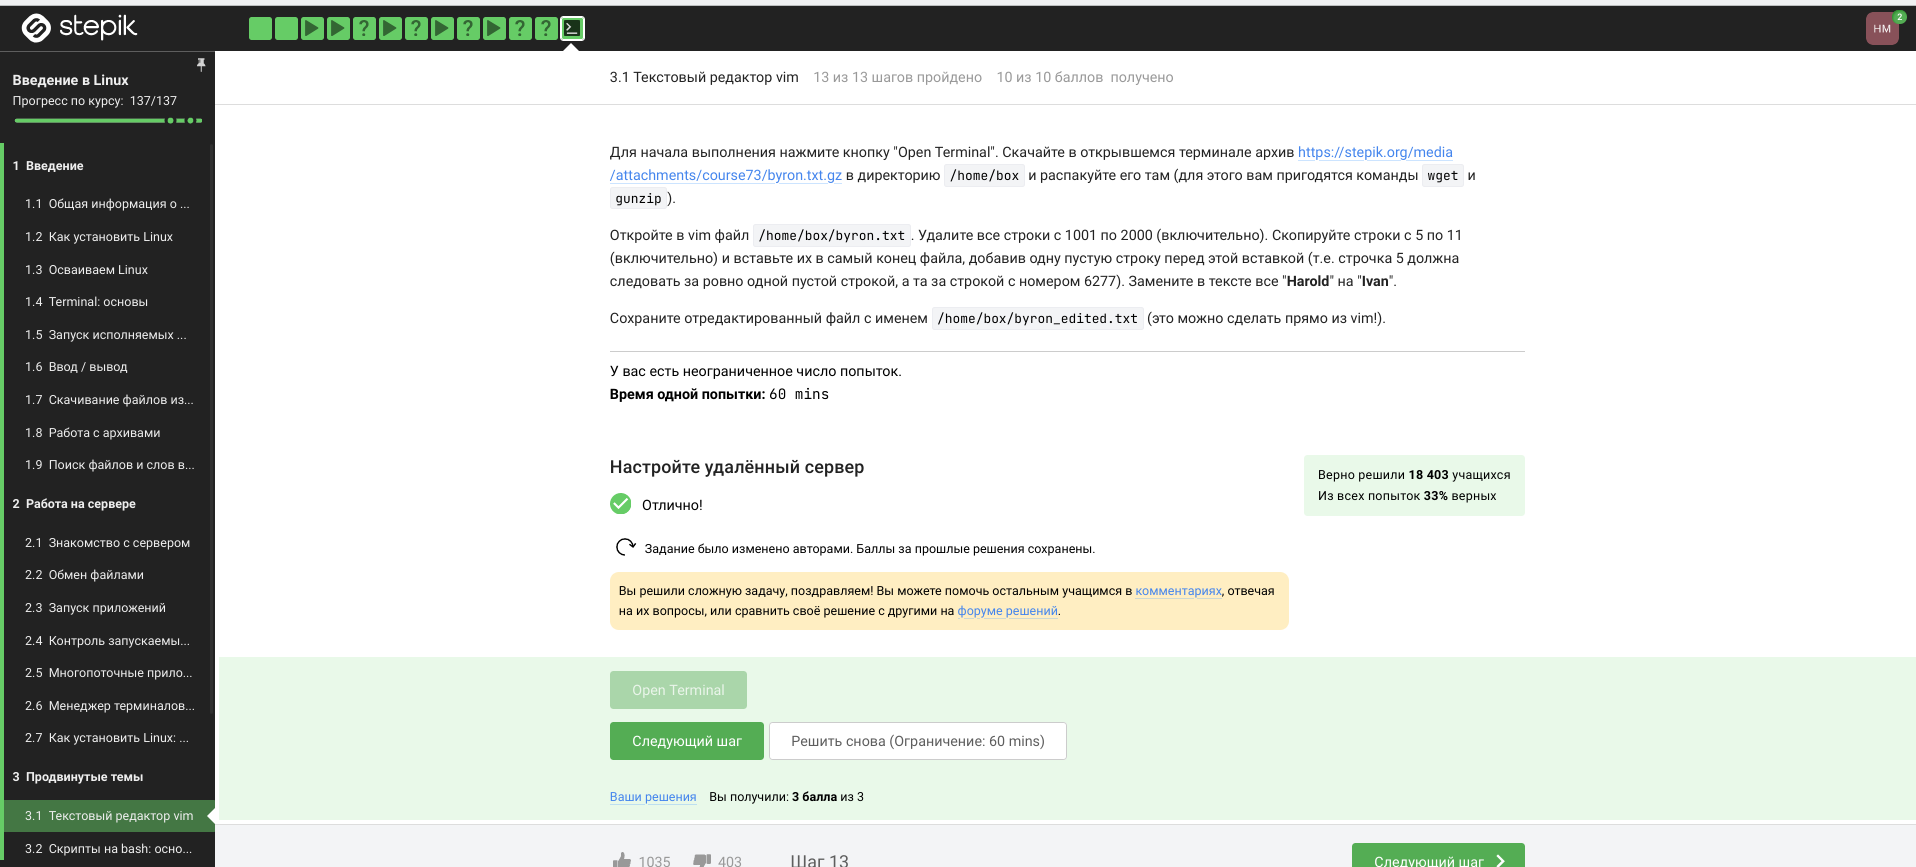 stepik
? ? ? ? ?
НМ
2
Введение в Linux
Прогресс по курсу: 137/137
1 Введение
1.1 Общая информация о ...
1.2 Как установить Linux
1.3 Осваиваем Linux
1.4 Terminal: основы
1.5 Запуск исполняемых ...
1.6 Ввод / вывод
1.7 Скачивание файлов из...
1.8 Работа с архивами
1.9 Поиск файлов и слов в...
2 Работа на сервере
2.1 Знакомство с сервером
2.2 Обмен файлами
2.3 Запуск приложений
2.4 Контроль запускаемы...
2.5 Многопоточные прило...
2.6 Менеджер терминалов...
2.7 Как установить Linux: ...
3 Продвинутые темы
3.1 Текстовый редактор vim
3.2 Скрипты на bash: осно...
3.1 Текстовый редактор vim 13 из 13 шагов пройдено 10 из 10 баллов получено
Для начала выполнения нажмите кнопку "Open Terminal". Скачайте в открывшемся терминале архив https://stepik.org/media
/attachments/course73/byron.txt.gz в директорию /home/box и распакуйте его там (для этого вам пригодятся команды wget и
gunzip ).
Откройте в vim файл /home/box/byron.txt . Удалите все строки с 1001 по 2000 (включительно). Скопируйте строки с 5 по 11
(включительно) и вставьте их в самый конец файла, добавив одну пустую строку перед этой вставкой (т.е. строчка 5 должна
следовать за ровно одной пустой строкой, а та за строкой с номером 6277). Замените в тексте все "Harold" на "Ivan".
Сохраните отредактированный файл с именем /home/box/byron_edited.txt (это можно сделать прямо из vim!).
У вас есть неограниченное число попыток.
Время одной попытки: 60 mins
Настройте удалённый сервер
Отлично!
Верно решили 18 403 учащихся
Из всех попыток 33% верных
Задание было изменено авторами. Баллы за прошлые решения сохранены.
Вы решили сложную задачу, поздравляем! Вы можете помочь остальным учащимся в комментариях, отвечая
на их вопросы, или сравнить своё решение с другими на форуме решений.
Open Terminal
Следующий шаг
Решить снова (Ограничение: 60 mins)
Ваши решения Вы получили: 3 балла из 3
1035 403 Шаг 13
Следующий шаг